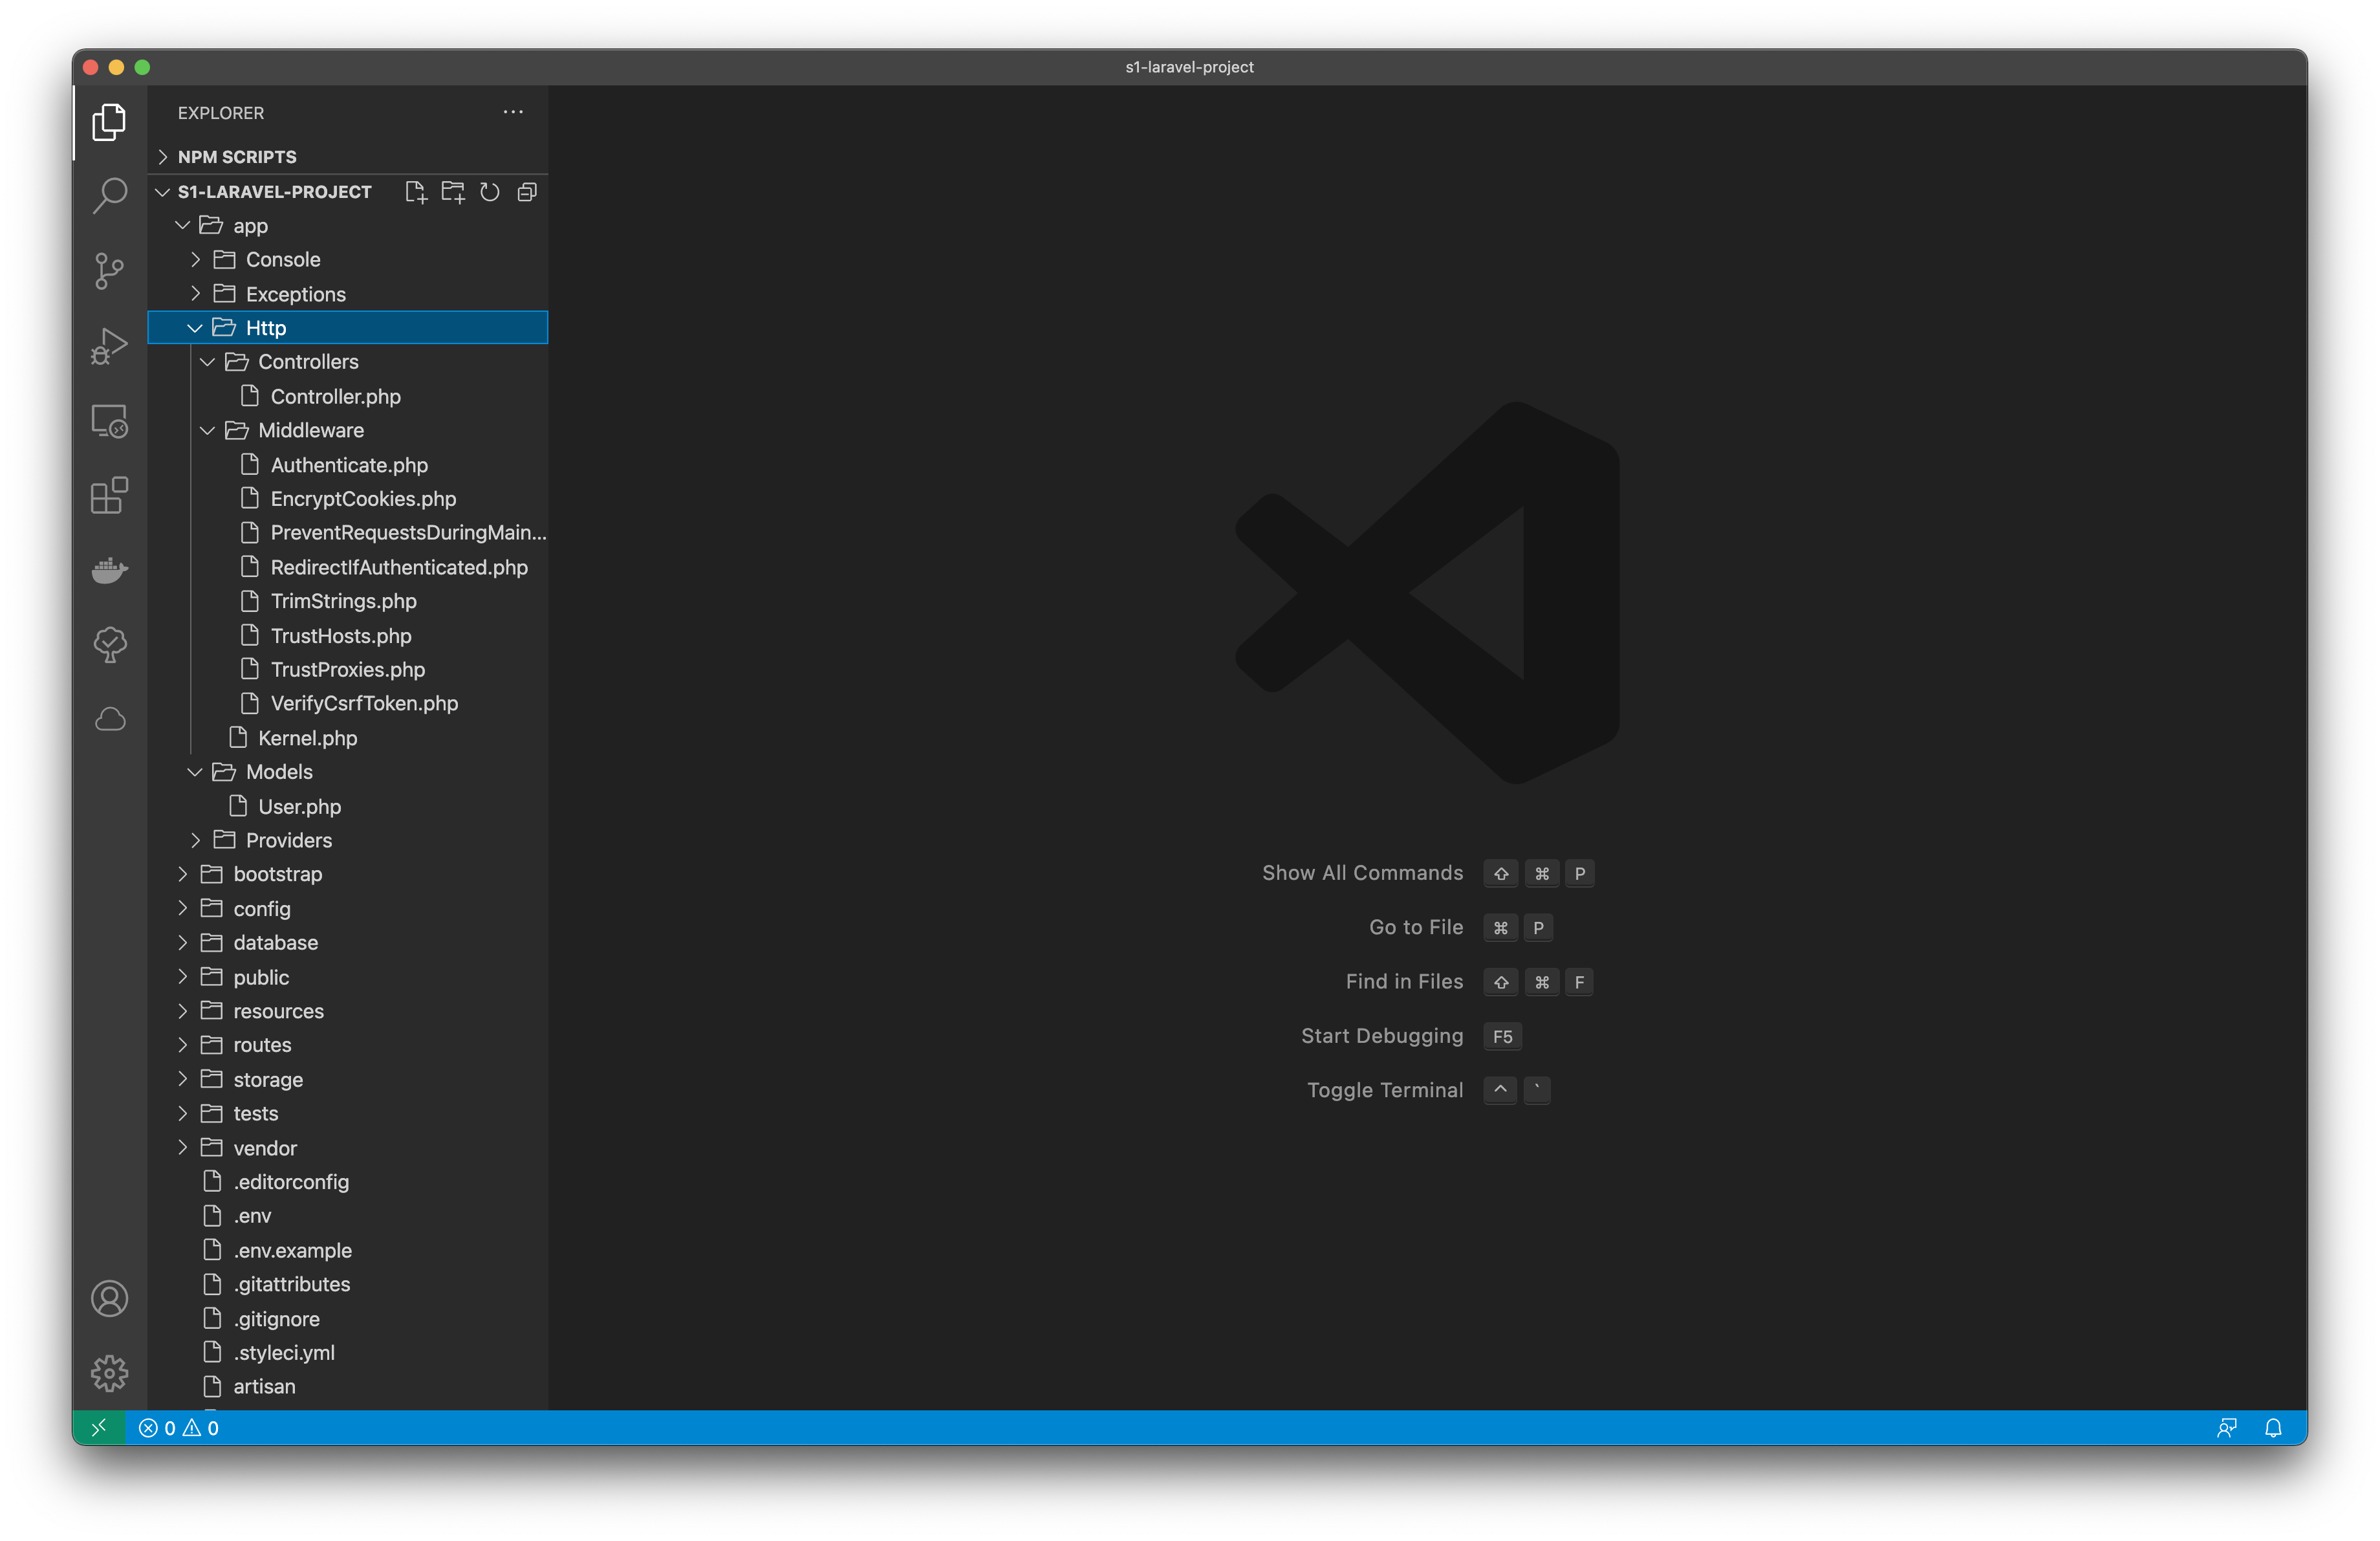 s1-laravel-project
EXPLORER
NPM SCRIPTS
S1-LARAVEL-PROJECT
app
Console
Exceptions
Http
Controllers
Controller.php
Middleware
Authenticate.php
EncryptCookies.php
PreventRequestsDuringMain...
RedirectIfAuthenticated.php
TrimStrings.php
TrustHosts.php
TrustProxies.php
VerifyCsrfToken.php
Kernel.php
Models
User.php
Providers
bootstrap
config
database
public
resources
routes
storage
tests
vendor
.editorconfig
.env
.env.example
.gitattributes
.gitignore
.styleci.yml
artisan
Show All Commands ⇧ ⌘ P
Go to File ⌘ P
Find in Files ⇧ ⌘ F
Start Debugging F5
Toggle Terminal ^ `
0 0